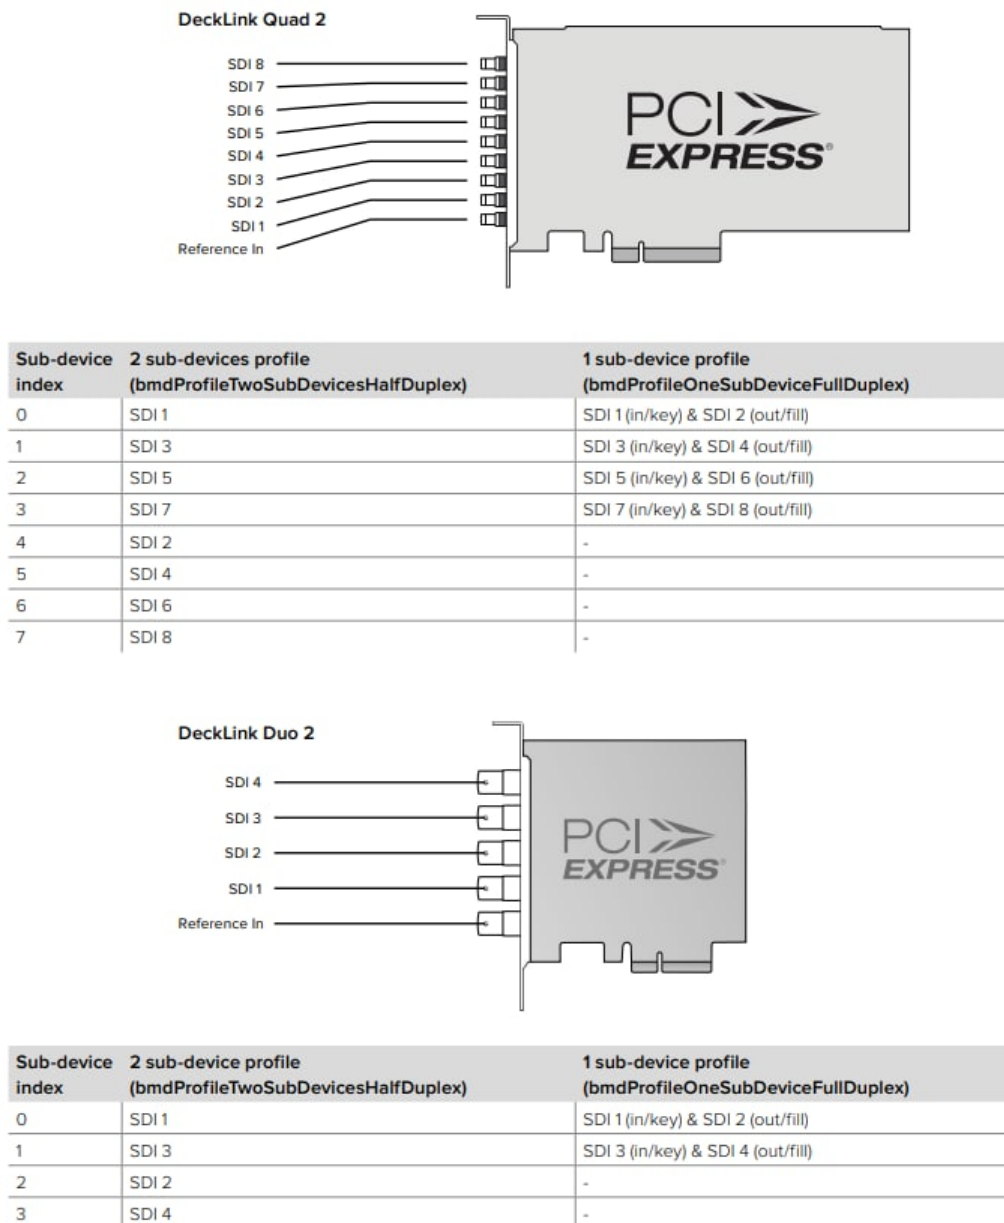 DeckLink Quad 2
SDI 8
SDI 7
SDI 6
SDI 5
SDI 4
SDI 3
SDI 2
SDI 1
Reference In
PCI
EXPRESS®
Sub-device index 2 sub-devices profile (bmdProfileTwoSubDevicesHalfDuplex) 1 sub-device profile (bmdProfileOneSubDeviceFullDuplex)
0 SDI 1 SDI 1 (in/key) & SDI 2 (out/fill)
1 SDI 3 SDI 3 (in/key) & SDI 4 (out/fill)
2 SDI 5 SDI 5 (in/key) & SDI 6 (out/fill)
3 SDI 7 SDI 7 (in/key) & SDI 8 (out/fill)
4 SDI 2 -
5 SDI 4 -
6 SDI 6 -
7 SDI 8 -
DeckLink Duo 2
SDI 4
SDI 3
SDI 2
SDI 1
Reference In
PCI
EXPRESS®
Sub-device index 2 sub-device profile (bmdProfileTwoSubDevicesHalfDuplex) 1 sub-device profile (bmdProfileOneSubDeviceFullDuplex)
0 SDI 1 SDI 1 (in/key) & SDI 2 (out/fill)
1 SDI 3 SDI 3 (in/key) & SDI 4 (out/fill)
2 SDI 2 -
3 SDI 4 -